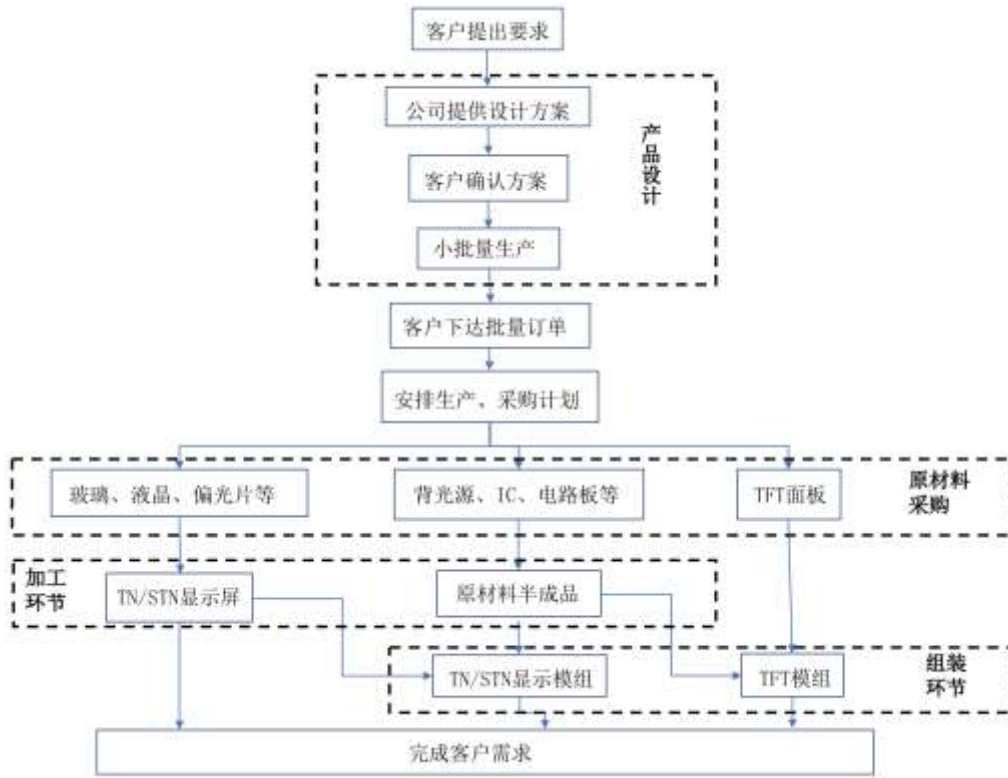 客户提出要求
公司提供设计方案
产品设计
客户确认方案
小批量生产
客户下达批量订单
安排生产、采购计划
玻璃、液晶、偏光片等
背光源、IC、电路板等
TFT面板
原材料
采购
加工
环节
TN/STN显示屏
原材料半成品
TN/STN显示模组
TFT模组
组装
环节
完成客户需求